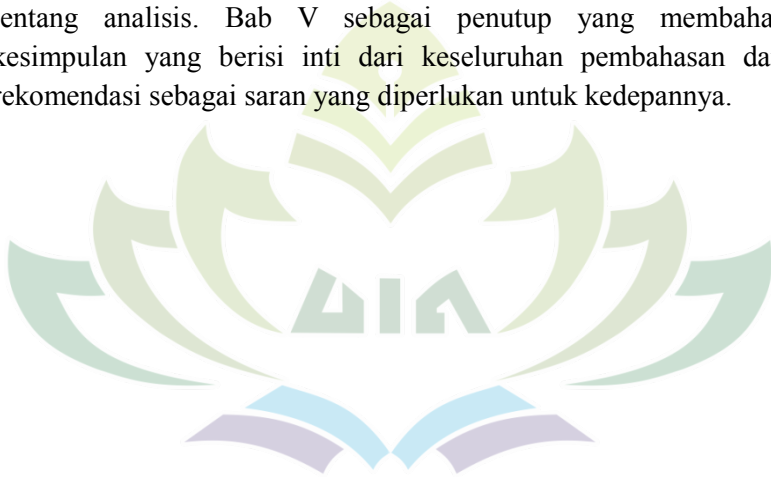 entang analisis. Bab V sebagai penutup yang membaha
kesimpulan yang berisi inti dari keseluruhan pembahasan da
rekomendasi sebagai saran yang diperlukan untuk kedepannya.
UIN